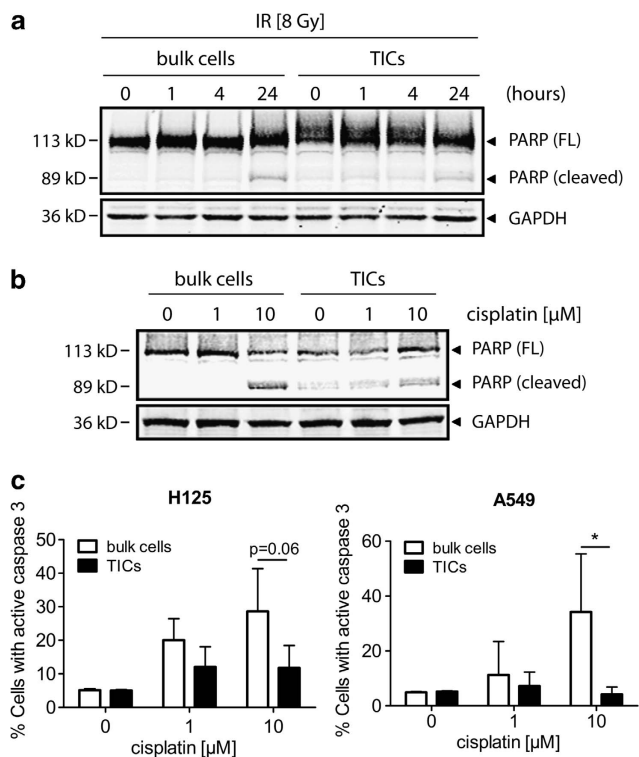 a
IR [8 Gy]
bulk cells TICs
0 1 4 24 0 1 4 24 (hours)
113 kD PARP (FL)
89 kD PARP (cleaved)
36 kD GAPDH
b
bulk cells TICs
0 1 10 0 1 10 cisplatin [µM]
113 kD PARP (FL)
89 kD PARP (cleaved)
36 kD GAPDH
c
H125
% Cells with active caspase 3
50
40
30
20
10
0
bulk cells
TICs
p=0.06
0 1 10
cisplatin [µM]
A549
% Cells with active caspase 3
60
40
20
0
bulk cells
TICs
*
0 1 10
cisplatin [µM]